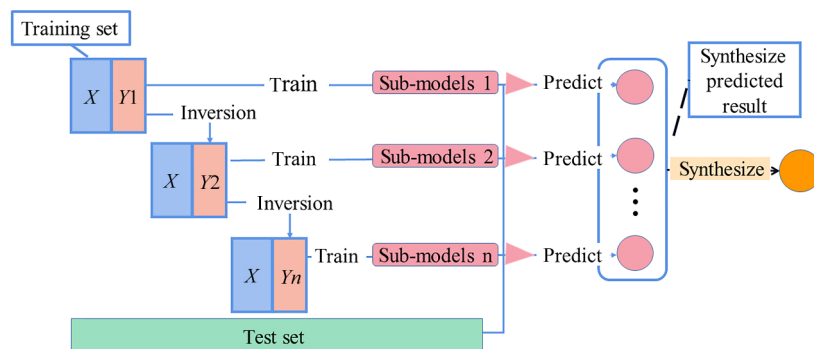 Training set
X Y1
Train
Sub-models 1
Predict
Synthesize
predicted
result
Inversion
X Y2
Train
Sub-models 2
Predict
Synthesize
Inversion
X Yn
Train
Sub-models n
Predict
Test set